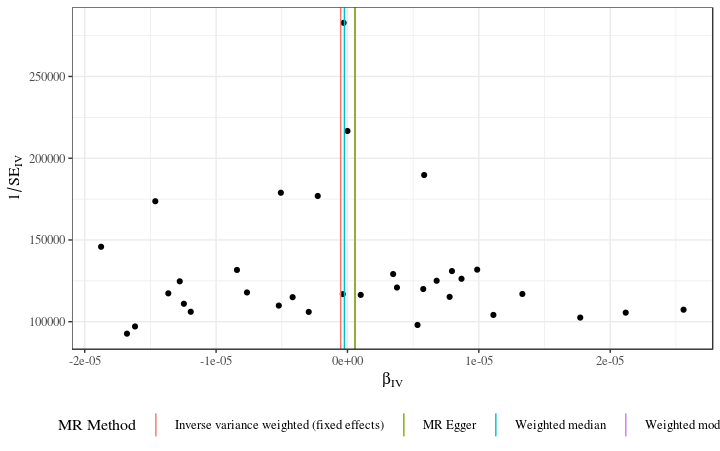 250000
200000
150000
100000
1/SE_IV
-2e-05 -1e-05 0e+00 1e-05 2e-05
β_IV
MR Method Inverse variance weighted (fixed effects) MR Egger Weighted median Weighted mod